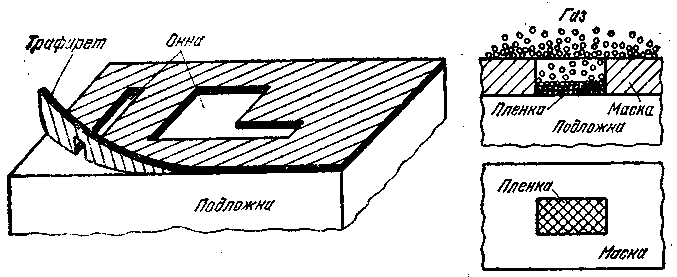 Трафарет
Окна
Подложка
Газ
Пленка
Маска
Подложка
Пленка
Маска